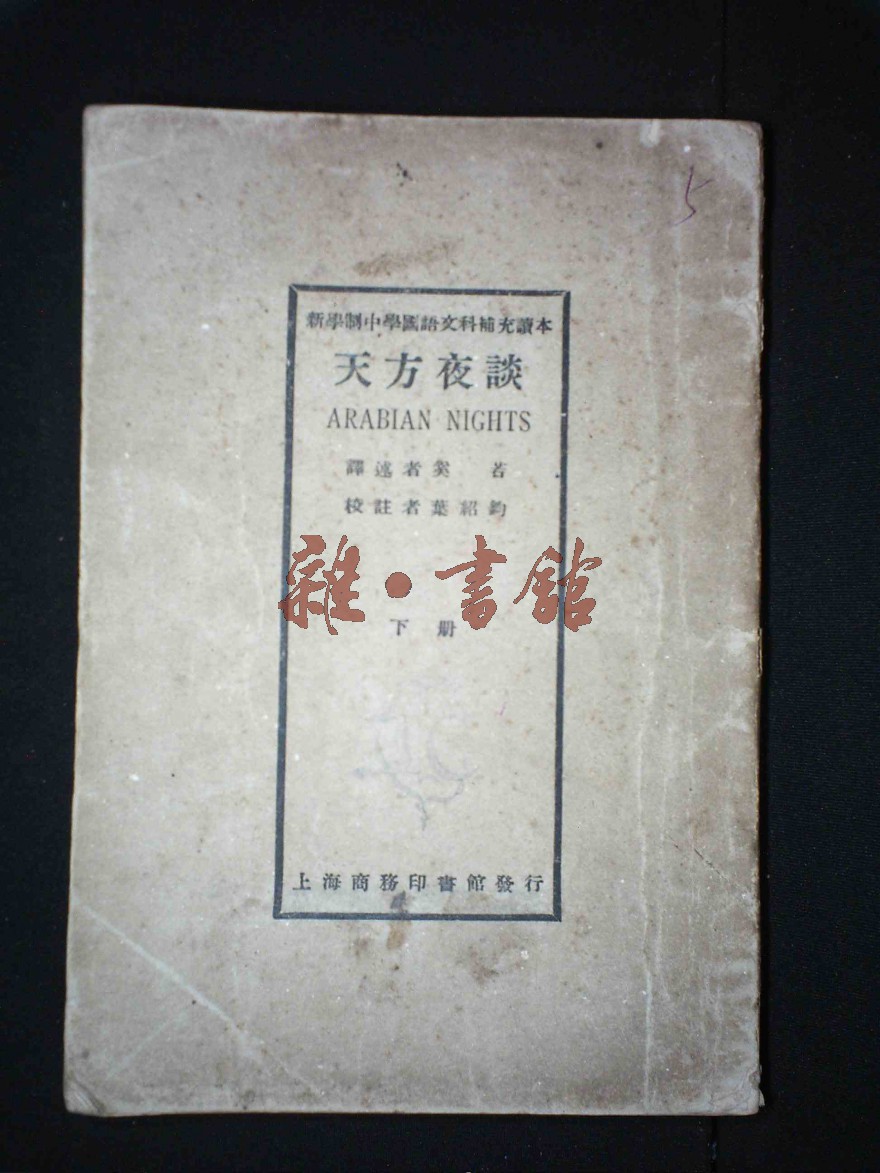 5
新學制中學國語文科補充讀本
天方夜談
ARABIAN NIGHTS
譯述者奚 若
校註者葉紹鈞
雜·書館
下 册
上海商務印書館發行